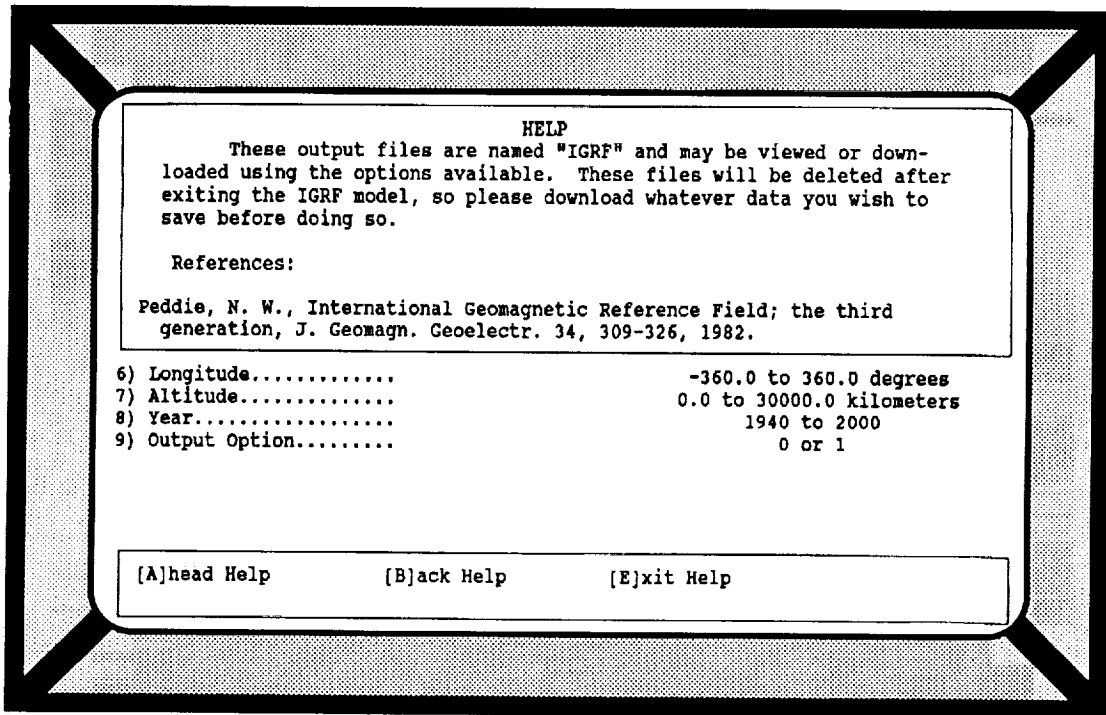 HELP
These output files are named "IGRF" and may be viewed or down-
loaded using the options available. These files will be deleted after
exiting the IGRF model, so please download whatever data you wish to
save before doing so.
References:
Peddie, N. W., International Geomagnetic Reference Field; the third
generation, J. Geomagn. Geoelectr. 34, 309-326, 1982.
6) Longitude............. -360.0 to 360.0 degrees
7) Altitude.............. 0.0 to 30000.0 kilometers
8) Year.................. 1940 to 2000
9) Output Option......... 0 or 1
[A]head Help [B]ack Help [E]xit Help